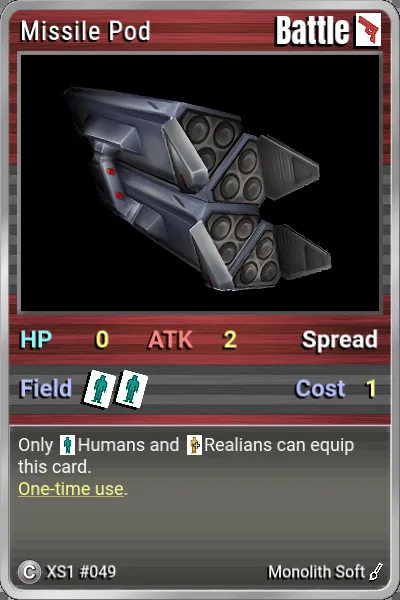 Missile Pod Battle
HP 0 ATK 2 Spread
Field Cost 1
Only Humans and Realians can equip
this card.
One-time use.
C XS1 #049 Monolith Soft